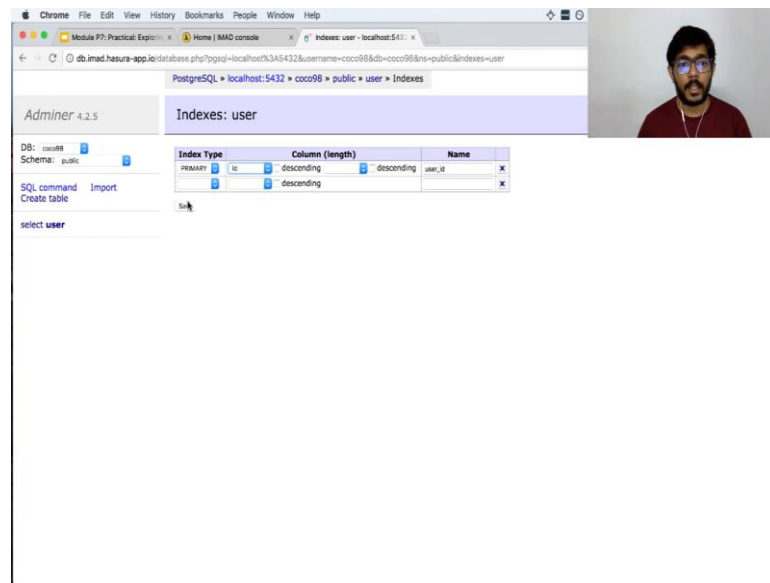 Chrome File Edit View History Bookmarks People Window Help
Module P7: Practical: Explorin x Home | IMAD console x Indexes: user - localhost:543 x
db.imad.hasura-app.io/database.php?pgsql=localhost%3A5432&username=coco98&db=coco98&ns=public&indexes=user
PostgreSQL » localhost:5432 » coco98 » public » user » Indexes
Adminer 4.2.5
Indexes: user
DB: coco98
Schema: public
SQL command Import
Create table
select user
Index Type Column (length) Name
PRIMARY id descending descending user_id x
descending x
Save